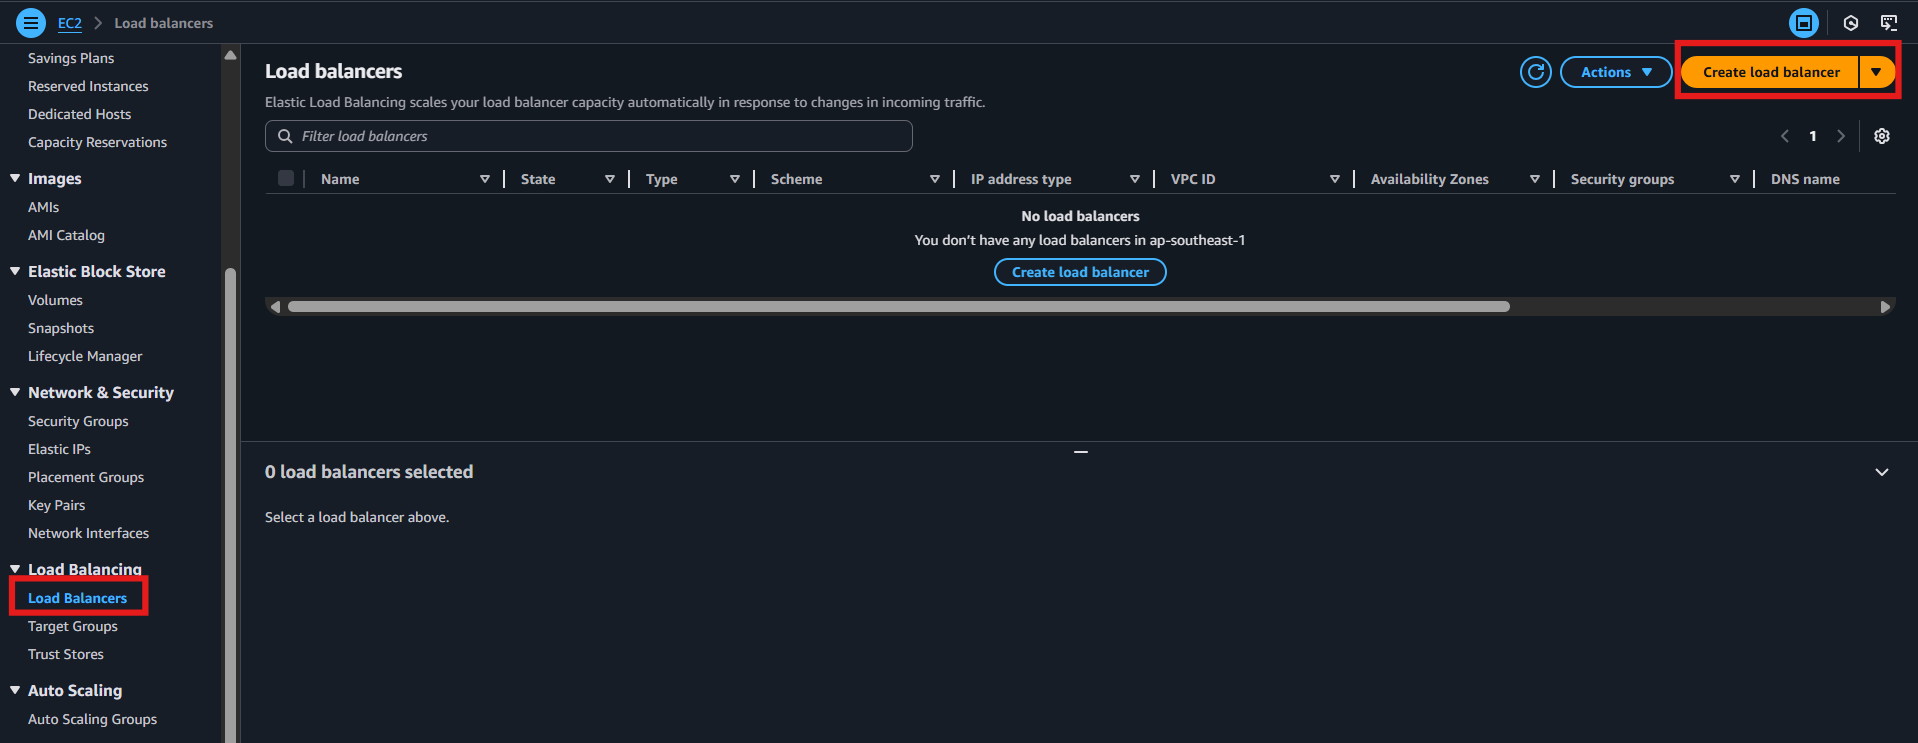 EC2 Load balancers
Savings Plans
Reserved Instances
Dedicated Hosts
Capacity Reservations
Images
AMIs
AMI Catalog
Elastic Block Store
Volumes
Snapshots
Lifecycle Manager
Network & Security
Security Groups
Elastic IPs
Placement Groups
Key Pairs
Network Interfaces
Load Balancing
Load Balancers
Target Groups
Trust Stores
Auto Scaling
Auto Scaling Groups
Load balancers
Actions
Create load balancer
Elastic Load Balancing scales your load balancer capacity automatically in response to changes in incoming traffic.
Filter load balancers
1
Name State Type Scheme IP address type VPC ID Availability Zones Security groups DNS name
No load balancers
You don't have any load balancers in ap-southeast-1
Create load balancer
0 load balancers selected
Select a load balancer above.